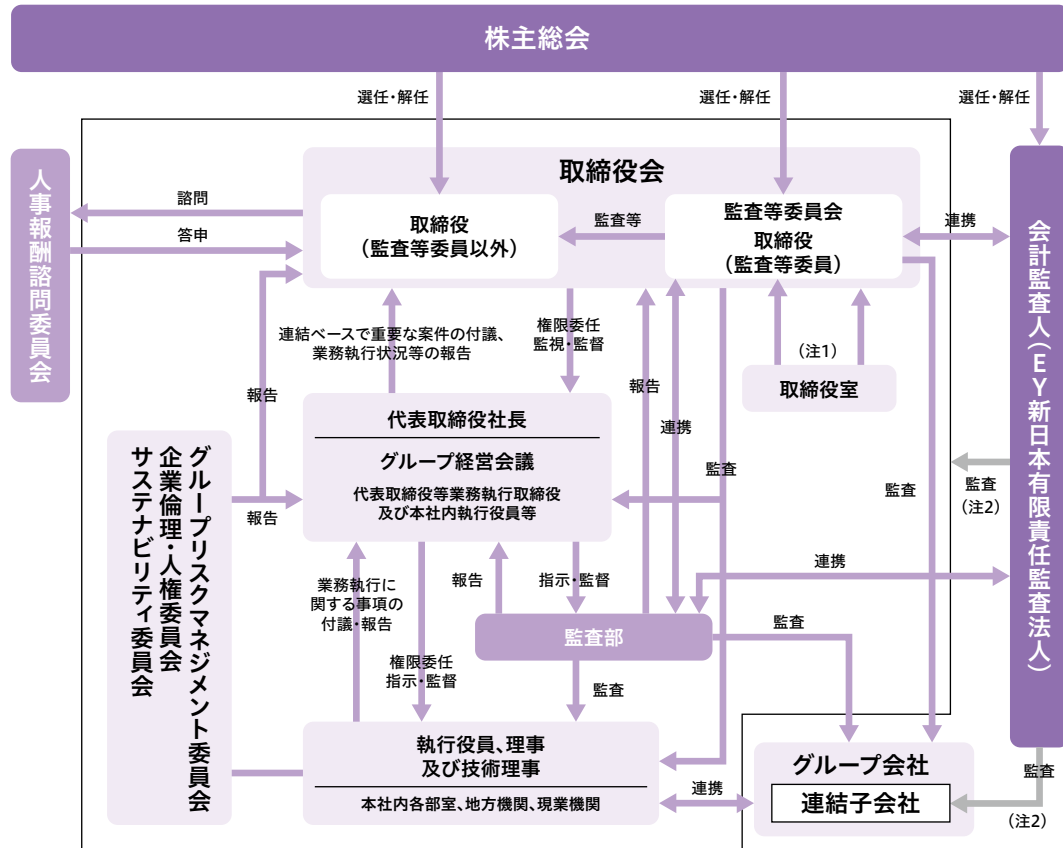 株主総会
選任・解任
選任・解任
選任・解任
取締役会
人事報酬諮問委員会
諮問
答申
取締役
(監査等委員以外)
監査等
監査等委員会
取締役
(監査等委員)
連携
会計監査人(EY新日本有限責任監査法人)
連結ベースで重要な案件の付議、
業務執行状況等の報告
権限委任
監視・監督
(注1)
取締役室
報告
報告
連携
監査
監査
監査
(注2)
代表取締役社長
グループ経営会議
代表取締役等業務執行取締役
及び本社内執行役員等
グループリスクマネジメント委員会
企業倫理・人権委員会
サステナビリティ委員会
報告
業務執行に
関する事項の
付議・報告
報告
指示・監督
連携
監査部
監査
権限委任
指示・監督
監査
執行役員、理事
及び技術理事
本社内各部室、地方機関、現業機関
連携
グループ会社
連結子会社
監査
(注2)